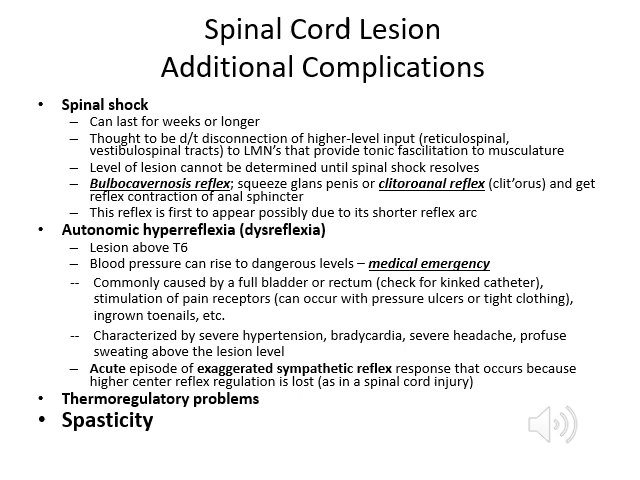 Spinal Cord Lesion
Additional Complications
• Spinal shock
– Can last for weeks or longer
– Thought to be d/t disconnection of higher-level input (reticulospinal,
vestibulospinal tracts) to LMN's that provide tonic fascilitation to musculature
– Level of lesion cannot be determined until spinal shock resolves
– Bulbocavernosis reflex; squeeze glans penis or clitoroanal reflex (clit'orus) and get
reflex contraction of anal sphincter
– This reflex is first to appear possibly due to its shorter reflex arc
• Autonomic hyperreflexia (dysreflexia)
– Lesion above T6
– Blood pressure can rise to dangerous levels – medical emergency
-- Commonly caused by a full bladder or rectum (check for kinked catheter),
stimulation of pain receptors (can occur with pressure ulcers or tight clothing),
ingrown toenails, etc.
-- Characterized by severe hypertension, bradycardia, severe headache, profuse
sweating above the lesion level
– Acute episode of exaggerated sympathetic reflex response that occurs because
higher center reflex regulation is lost (as in a spinal cord injury)
• Thermoregulatory problems
• Spasticity